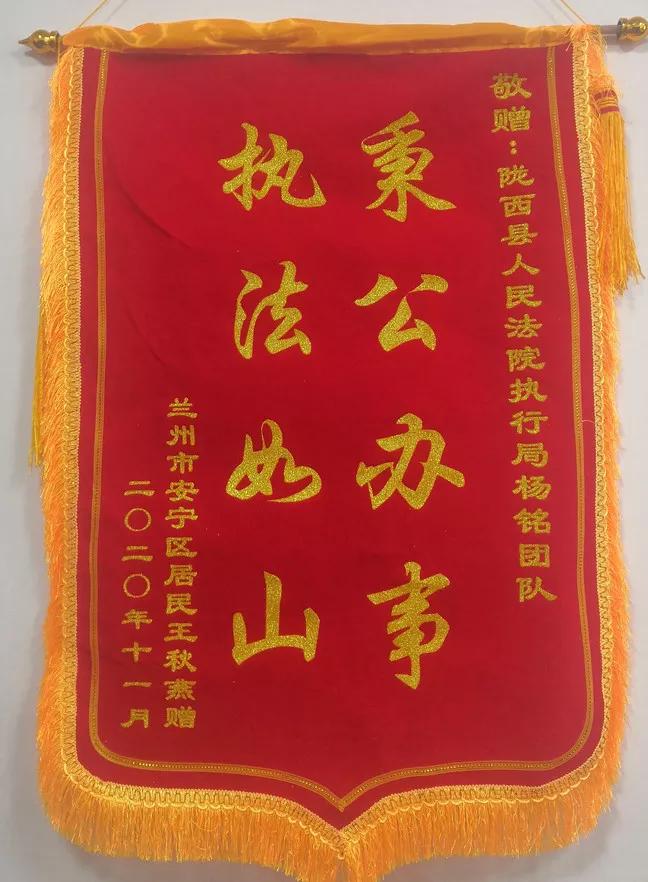 敬赠：陇西县人民法院执行局杨铭团队
秉公办事
执法如山
兰州市安宁区居民王秋燕赠
二〇二〇年十一月